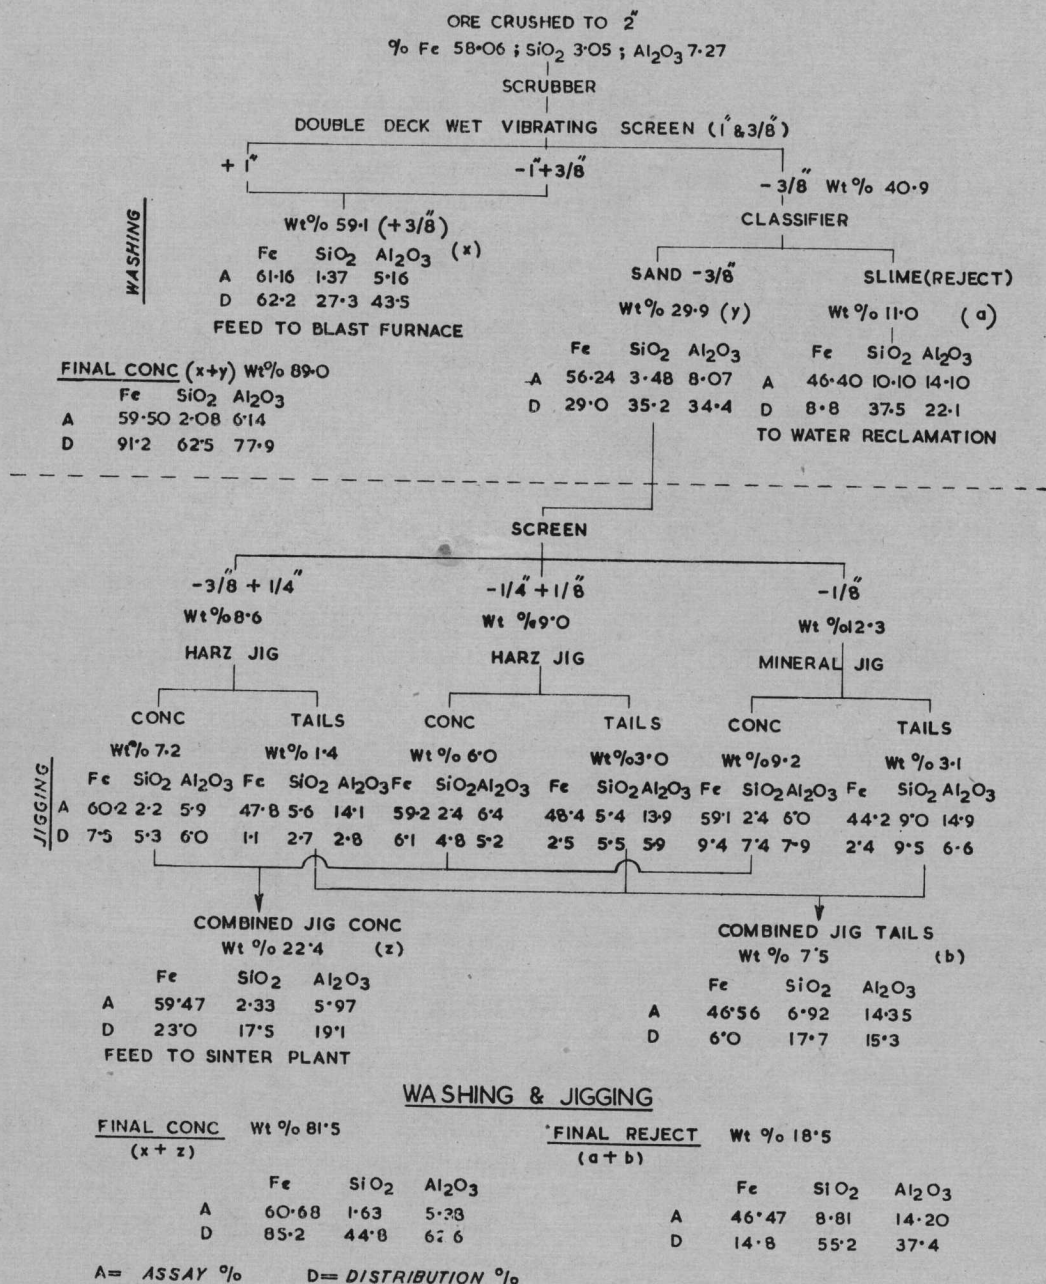 ORE CRUSHED TO 2"
% Fe 58.06 ; SiO2 3.05 ; Al2O3 7.27
SCRUBBER
DOUBLE DECK WET VIBRATING SCREEN (1" & 3/8")
+ 1"
-1"+3/8"
- 3/8" Wt% 40.9
WASHING
Wt% 59.1 (+3/8")
(x)
Fe SiO2 Al2O3
A 61.16 1.37 5.16
D 62.2 27.3 43.5
FEED TO BLAST FURNACE
CLASSIFIER
SAND -3/8"
Wt% 29.9 (y)
Fe SiO2 Al2O3
A 56.24 3.48 8.07
D 29.0 35.2 34.4
SLIME(REJECT)
Wt% 11.0 (a)
Fe SiO2 Al2O3
A 46.40 10.10 14.10
D 8.8 37.5 22.1
TO WATER RECLAMATION
FINAL CONC (x+y) Wt% 89.0
Fe SiO2 Al2O3
A 59.50 2.08 6.14
D 91.2 62.5 77.9
SCREEN
-3/8" + 1/4"
Wt% 8.6
HARZ JIG
-1/4" + 1/8"
Wt % 9.0
HARZ JIG
-1/8"
Wt % 12.3
MINERAL JIG
JIGGING
CONC
Wt% 7.2
Fe SiO2 Al2O3
A 60.2 2.2 5.9
D 7.5 5.3 6.0
TAILS
Wt% 1.4
Fe SiO2 Al2O3
47.8 5.6 14.1
1.1 2.7 2.8
CONC
Wt % 6.0
Fe SiO2 Al2O3
59.2 2.4 6.4
6.1 4.8 5.2
TAILS
Wt% 3.0
Fe SiO2 Al2O3
48.4 5.4 13.9
2.5 5.5 5.9
CONC
Wt% 9.2
Fe SiO2 Al2O3
59.1 2.4 6.0
9.4 7.4 7.9
TAILS
Wt % 3.1
Fe SiO2 Al2O3
44.2 9.0 14.9
2.4 9.5 6.6
COMBINED JIG CONC
Wt % 22.4 (z)
Fe SiO2 Al2O3
A 59.47 2.33 5.97
D 23.0 17.5 19.1
FEED TO SINTER PLANT
COMBINED JIG TAILS
Wt % 7.5 (b)
Fe SiO2 Al2O3
A 46.56 6.92 14.35
D 6.0 17.7 15.3
WASHING & JIGGING
FINAL CONC Wt % 81.5
(x + z)
Fe SiO2 Al2O3
A 60.68 1.63 5.38
D 85.2 44.8 62.6
FINAL REJECT Wt % 18.5
(a + b)
Fe SiO2 Al2O3
A 46.47 8.81 14.20
D 14.8 55.2 37.4
A= ASSAY % D= DISTRIBUTION %